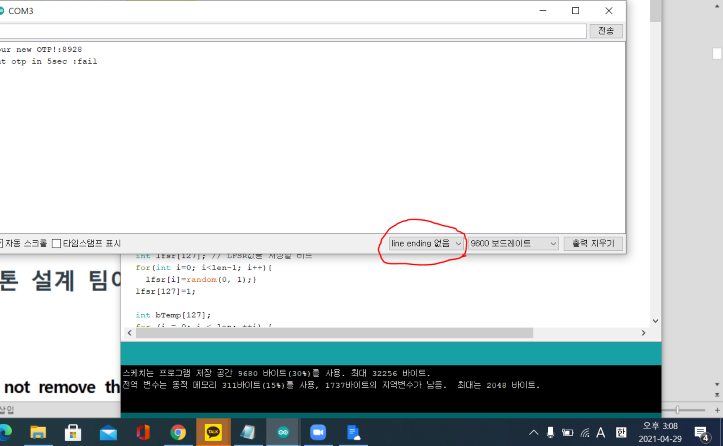 COM3
전송
our new OTP!:8928
ut otp in 5sec :fail
자동 스크롤 타임스탬프 표시
line ending 없음
9600 보드레이트
출력 지우기
int lfsr[127]; // LFSR값을 저장할 비트
for(int i=0; i<len-1; i++){
lfsr[i]=random(0, 1);}
lfsr[127]=1;
int bTemp[127];
for (i = 0; i < len; ++i) {
톤 설계 팀
not remove th
스케치는 프로그램 저장 공간 9680 바이트(30%)를 사용. 최대 32256 바이트.
전역 변수는 동적 메모리 311바이트(15%)를 사용, 1737바이트의 지역변수가 남음. 최대는 2048 바이트.
삽입
TALK
A
한
오후 3:08
2021-04-29
4